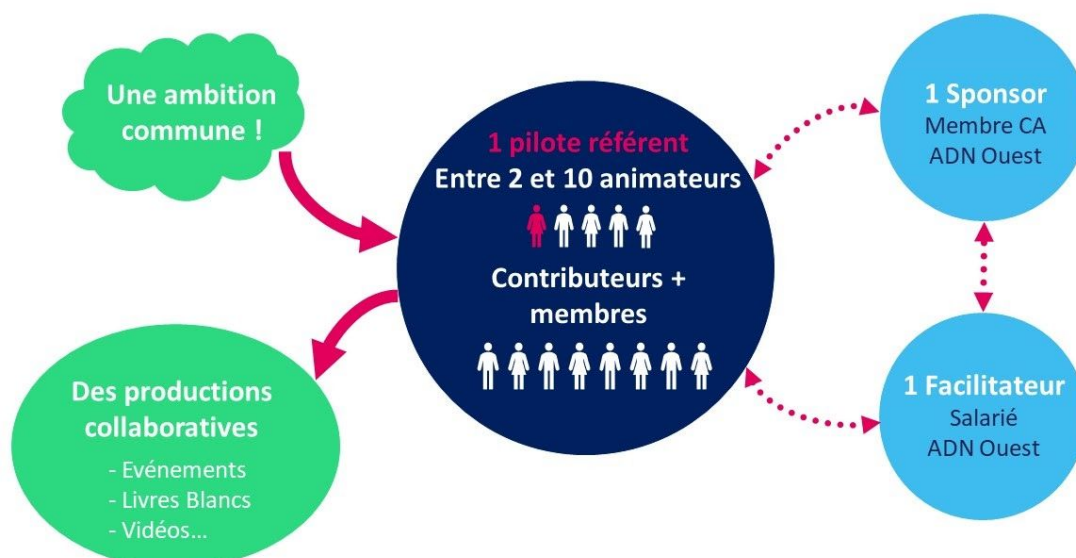 Une ambition
commune !
1 pilote référent
Entre 2 et 10 animateurs
Contributeurs +
membres
1 Sponsor
Membre CA
ADN Ouest
1 Facilitateur
Salarié
ADN Ouest
Des productions
collaboratives
- Evénements
- Livres Blancs
- Vidéos...